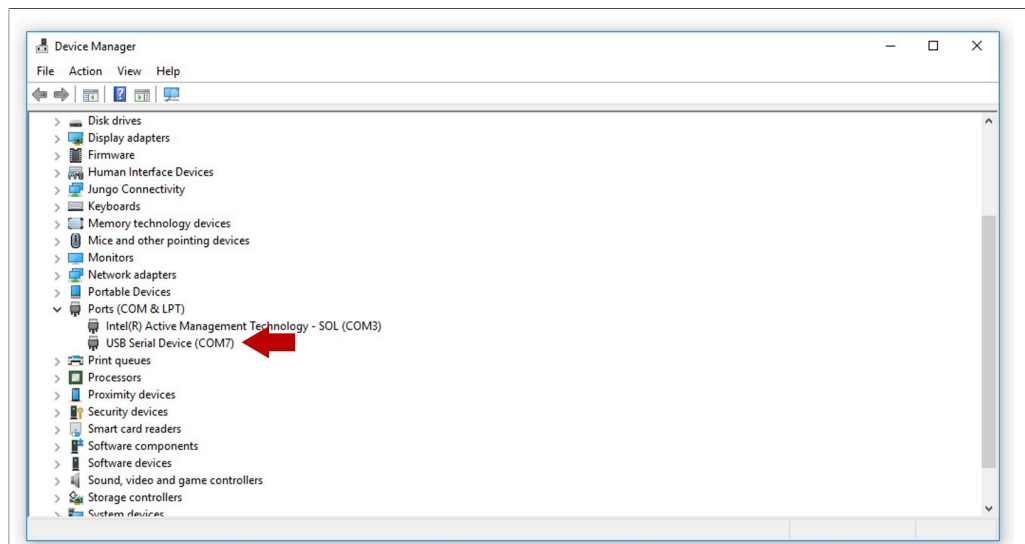 Device Manager
File Action View Help
Disk drives
Display adapters
Firmware
Human Interface Devices
Jungo Connectivity
Keyboards
Memory technology devices
Mice and other pointing devices
Monitors
Network adapters
Portable Devices
Ports (COM & LPT)
Intel(R) Active Management Technology - SOL (COM3)
USB Serial Device (COM7)
Print queues
Processors
Proximity devices
Security devices
Smart card readers
Software components
Software devices
Sound, video and game controllers
Storage controllers
System devices